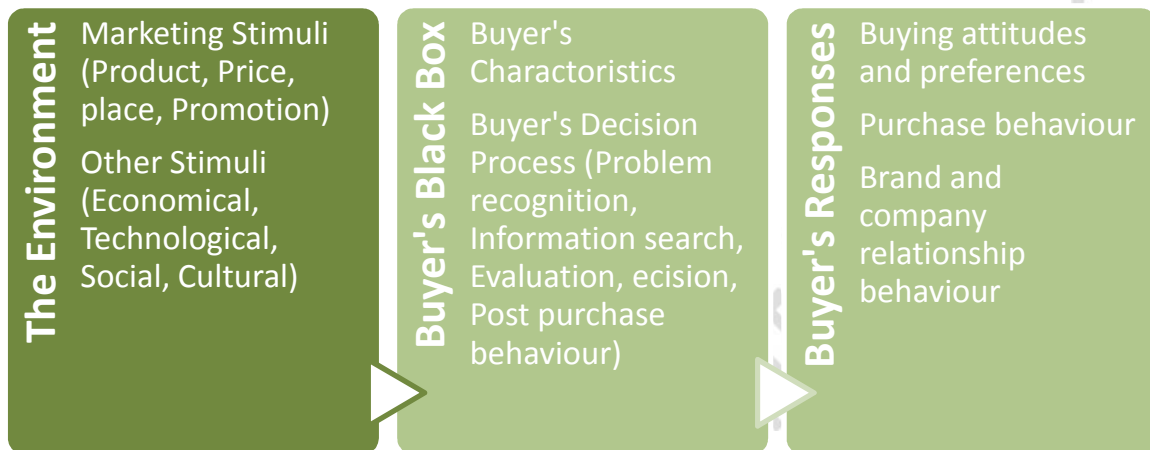 The Environment
Marketing Stimuli
(Product, Price,
place, Promotion)
Other Stimuli
(Economical,
Technological,
Social, Cultural)
Buyer's Black Box
Buyer's
Charactoristics
Buyer's Decision
Process (Problem
recognition,
Information search,
Evaluation, ecision,
Post purchase
behaviour)
Buyer's Responses
Buying attitudes
and preferences
Purchase behaviour
Brand and
company
relationship
behaviour